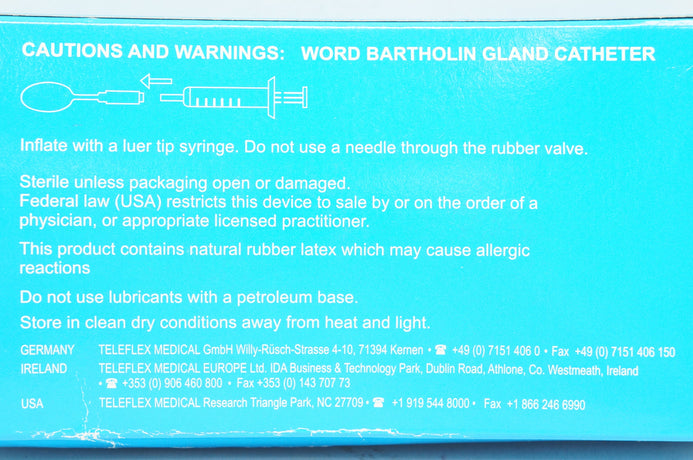 CAUTIONS AND WARNINGS: WORD BARTHOLIN GLAND CATHETER
Inflate with a luer tip syringe. Do not use a needle through the rubber valve.
Sterile unless packaging open or damaged.
Federal law (USA) restricts this device to sale by or on the order of a
physician, or appropriate licensed practitioner.
This product contains natural rubber latex which may cause allergic
reactions
Do not use lubricants with a petroleum base.
Store in clean dry conditions away from heat and light.
GERMANY TELEFLEX MEDICAL GmbH Willy-Rüsch-Strasse 4-10, 71394 Kernen • ☎ +49 (0) 7151 406 0 • Fax +49 (0) 7151 406 150
IRELAND TELEFLEX MEDICAL EUROPE Ltd. IDA Business & Technology Park, Dublin Road, Athlone, Co. Westmeath, Ireland
• ☎ +353 (0) 906 460 800 • Fax +353 (0) 143 707 73
USA TELEFLEX MEDICAL Research Triangle Park, NC 27709 • ☎ +1 919 544 8000 • Fax +1 866 246 6990